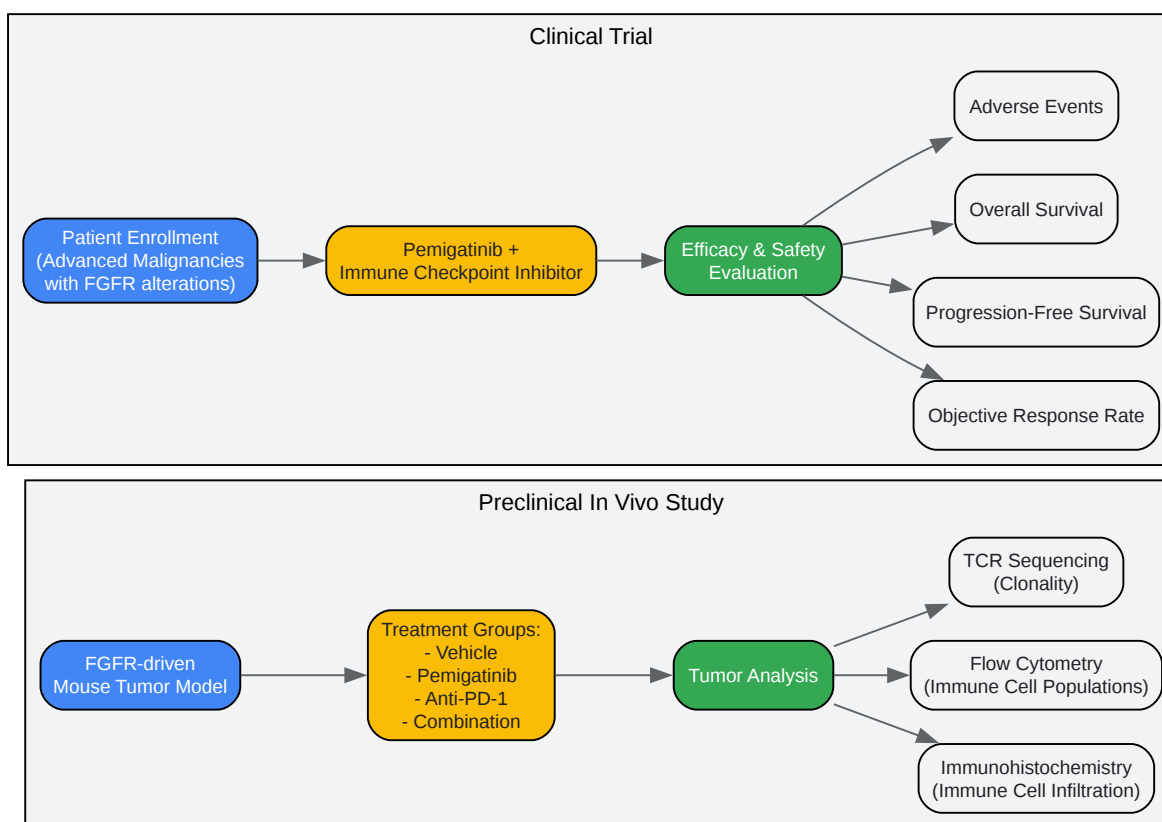 Clinical Trial
Patient Enrollment
(Advanced Malignancies
with FGFR alterations)
Pemigatinib +
Immune Checkpoint Inhibitor
Efficacy & Safety
Evaluation
Adverse Events
Overall Survival
Progression-Free Survival
Objective Response Rate
Preclinical In Vivo Study
FGFR-driven
Mouse Tumor Model
Treatment Groups:
- Vehicle
- Pemigatinib
- Anti-PD-1
- Combination
Tumor Analysis
TCR Sequencing
(Clonality)
Flow Cytometry
(Immune Cell Populations)
Immunohistochemistry
(Immune Cell Infiltration)